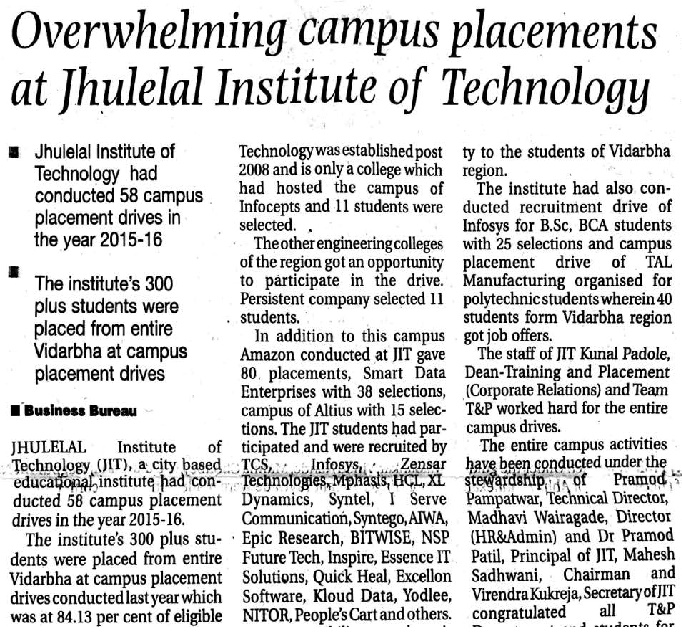 Overwhelming campus placements
at Jhulelal Institute of Technology
Jhulelal Institute of
Technology had
conducted 58 campus
placement drives in
the year 2015-16
The institute's 300
plus students were
placed from entire
Vidarbha at campus
placement drives
Business Bureau
JHULELAL Institute of
Technology (JIT), a city based
educational institute had con-
ducted 58 campus placement
drives in the year 2015-16.
The institute's 300 plus stu-
dents were placed from entire
Vidarbha at campus placement
drives conducted last year which
was at 84.13 per cent of eligible
Technology was established post
2008 and is only a college which
had hosted the campus of
Infocepts and 11 students were
selected.
The other engineering colleges
of the region got an opportunity
to participate in the drive.
Persistent company selected 11
students.
In addition to this campus
Amazon conducted at JIT gave
80 placements, Smart Data
Enterprises with 38 selections,
campus of Altius with 15 selec-
tions. The JIT students had par-
ticipated and were recruited by
TCS, Infosys, Zensar
Technologies, Mphasis, HCL, XL
Dynamics, Syntel, I Serve
Communication, Syntego, AIWA,
Epic Research, BITWISE, NSP
Future Tech, Inspire, Essence IT
Solutions, Quick Heal, Excellon
Software, Kloud Data, Yodlee,
NITOR, People's Cart and others.
ty to the students of Vidarbha
region.
The institute had also con-
ducted recruitment drive of
Infosys for B.Sc, BCA students
with 25 selections and campus
placement drive of TAL
Manufacturing organised for
polytechnic students wherein 40
students form Vidarbha region
got job offers.
The staff of JIT Kunal Padole,
Dean-Training and Placement
(Corporate Relations) and Team
T&P worked hard for the entire
campus drives.
The entire campus activities
have been conducted under the
stewardship of Pramod
Pampatwar, Technical Director,
Madhavi Wairagade, Director
(HR&Admin) and Dr Pramod
Patil, Principal of JIT, Mahesh
Sadhwani, Chairman and
Virendra Kukreja, Secretary of JIT
congratulated all T&P